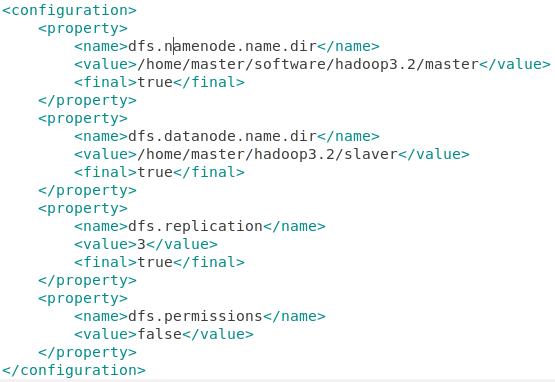 <configuration>
    <property>
        <name>dfs.namenode.name.dir</name>
        <value>/home/master/software/hadoop3.2/master</value>
        <final>true</final>
    </property>
    <property>
        <name>dfs.datanode.name.dir</name>
        <value>/home/master/hadoop3.2/slaver</value>
        <final>true</final>
    </property>
    <property>
        <name>dfs.replication</name>
        <value>3</value>
        <final>true</final>
    </property>
    <property>
        <name>dfs.permissions</name>
        <value>false</value>
    </property>
</configuration>